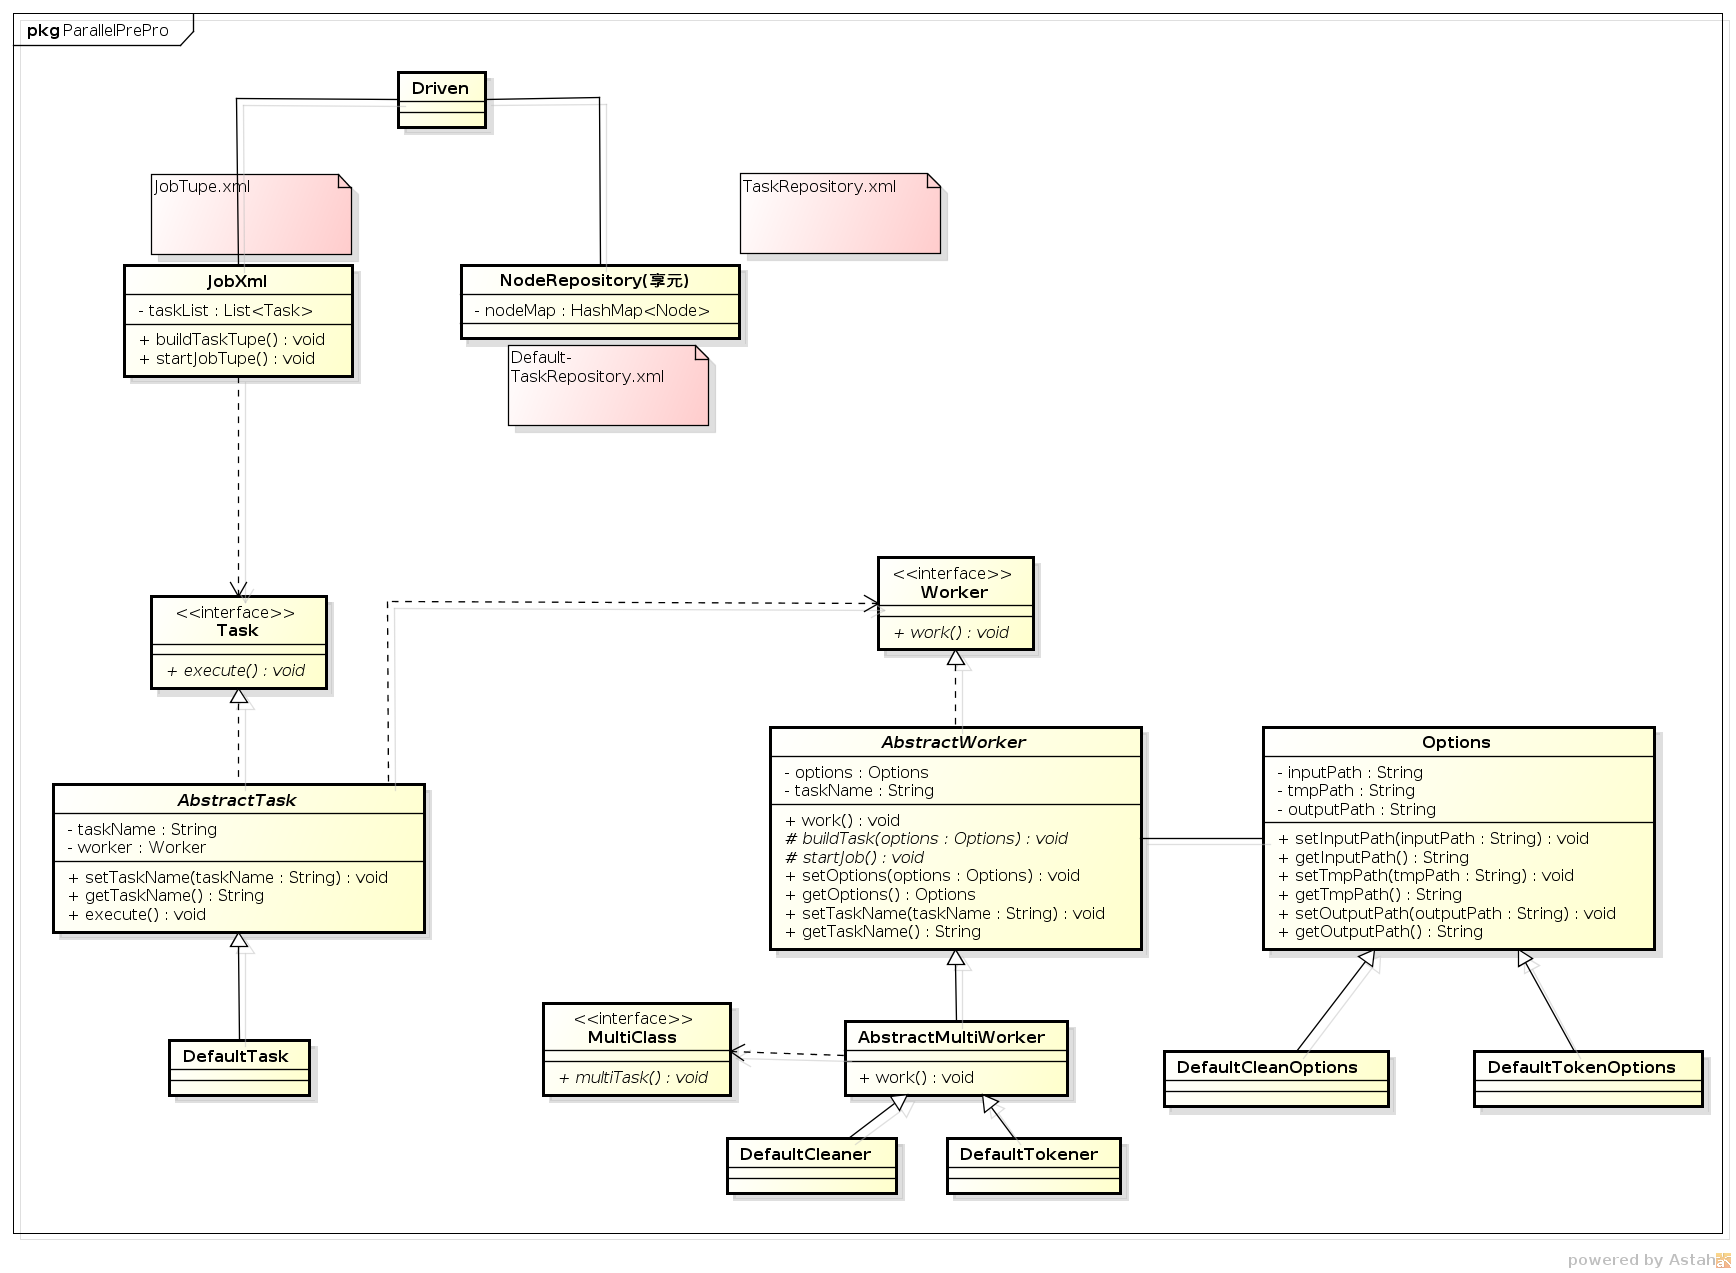 pkg ParallelPrePro
Driven
JobTupe.xml
TaskRepository.xml
JobXml
- taskList : List<Task>
+ buildTaskTupe() : void
+ startJobTupe() : void
NodeRepository(享元)
- nodeMap : HashMap<Node>
Default-
TaskRepository.xml
<<interface>>
Worker
+ work() : void
<<interface>>
Task
+ execute() : void
AbstractTask
- taskName : String
- worker : Worker
+ setTaskName(taskName : String) : void
+ getTaskName() : String
+ execute() : void
AbstractWorker
- options : Options
- taskName : String
+ work() : void
# buildTask(options : Options) : void
# startJob() : void
+ setOptions(options : Options) : void
+ getOptions() : Options
+ setTaskName(taskName : String) : void
+ getTaskName() : String
Options
- inputPath : String
- tmpPath : String
- outputPath : String
+ setInputPath(inputPath : String) : void
+ getInputPath() : String
+ setTmpPath(tmpPath : String) : void
+ getTmpPath() : String
+ setOutputPath(outputPath : String) : void
+ getOutputPath() : String
DefaultTask
<<interface>>
MultiClass
+ multiTask() : void
AbstractMultiWorker
+ work() : void
DefaultCleanOptions
DefaultTokenOptions
DefaultCleaner
DefaultTokener
powered by Astah